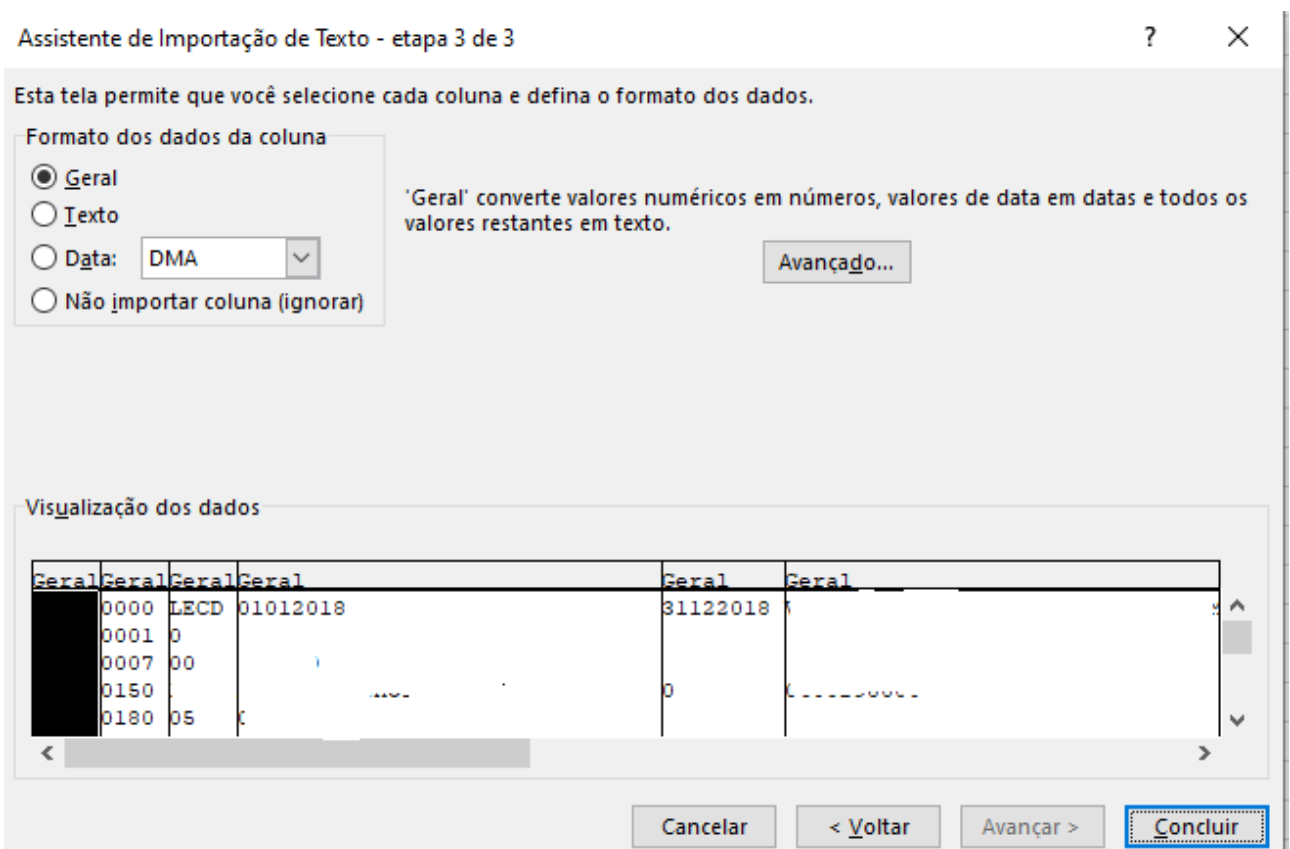 Assistente de Importação de Texto - etapa 3 de 3 ?
Esta tela permite que você selecione cada coluna e defina o formato dos dados.
Formato dos dados da coluna
Geral
Texto
Data: DMA
Não importar coluna (ignorar)
'Geral' converte valores numéricos em números, valores de data em datas e todos os
valores restantes em texto.
Avançado...
Visualização dos dados
Geral Geral Geral Geral Geral Geral
0000 LECD 01012018 31122018
0001 0
0007 00
0150 0
0180 05
Cancelar < Voltar Avançar > Concluir